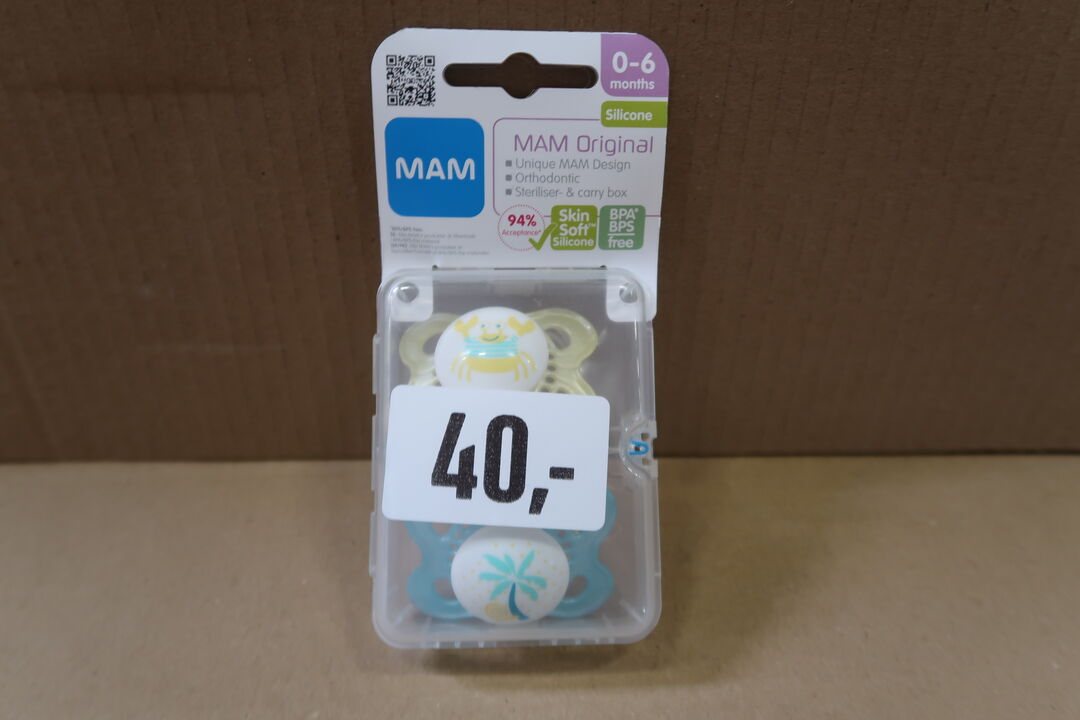 0-6
months
Silicone
MAM
MAM Original
Unique MAM Design
Orthodontic
Steriliser- & carry box
94%
Acceptance*
Skin
Soft™
Silicone
BPA*
BPS
free
40,-